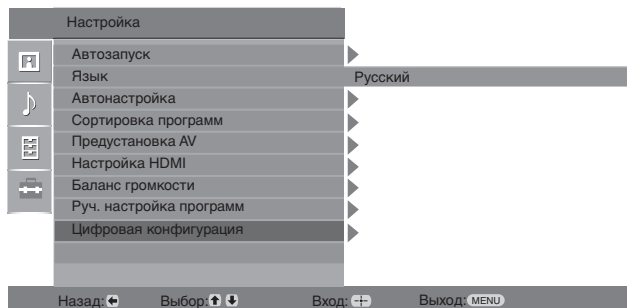 Настройка
Автозапуск
Язык Русский
Автонастройка
Сортировка программ
Предустановка AV
Настройка HDMI
Баланс громкости
Руч. настройка программ
Цифровая конфигурация
Назад: Выбор: Вход: Выход: MENU